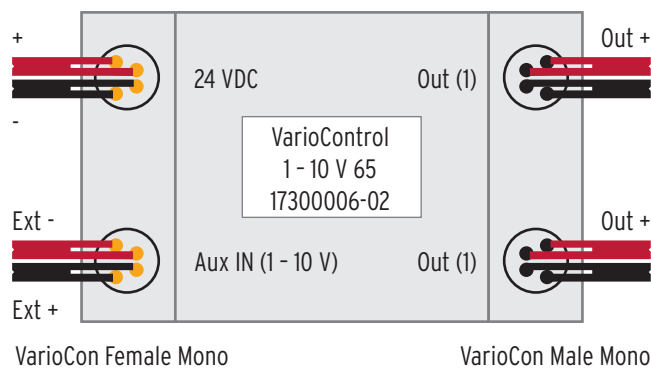 +
Out +
24 VDC
Out (1)
-
VarioControl
1 – 10 V 65
17300006-02
Ext -
Out +
Aux IN (1 – 10 V)
Out (1)
Ext +
VarioCon Female Mono
VarioCon Male Mono